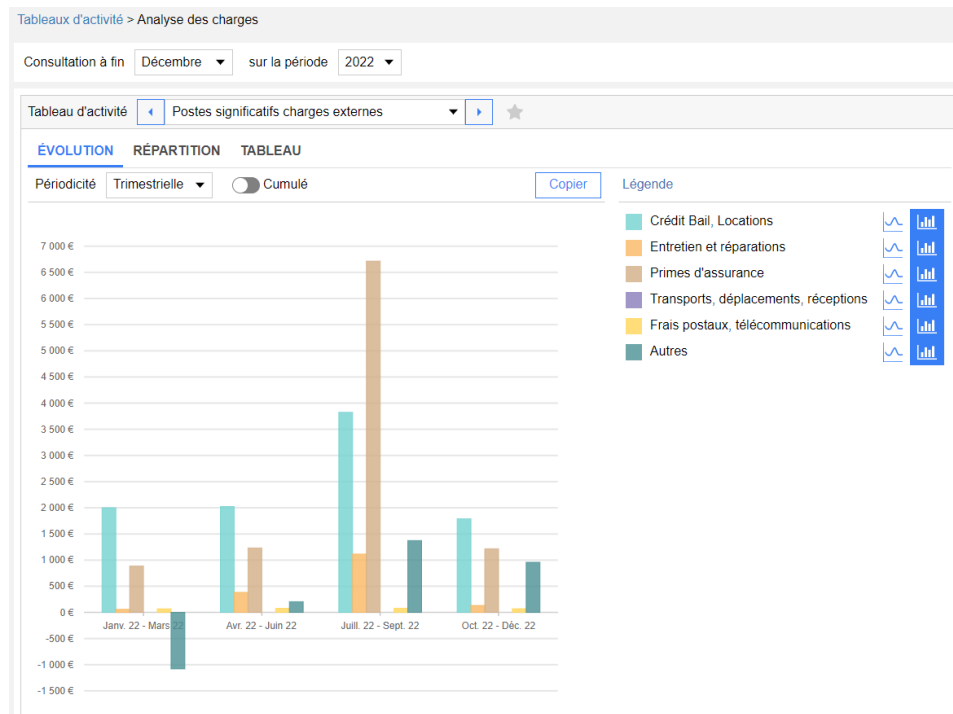 Tableaux d'activité > Analyse des charges
Consultation à fin Décembre sur la période 2022
Tableau d'activité Postes significatifs charges externes
ÉVOLUTION RÉPARTITION TABLEAU
Périodicité Trimestrielle Cumulé Copier Légende
Crédit Bail, Locations
Entretien et réparations
Primes d'assurance
Transports, déplacements, réceptions
Frais postaux, télécommunications
Autres
7 000 €
6 500 €
6 000 €
5 500 €
5 000 €
4 500 €
4 000 €
3 500 €
3 000 €
2 500 €
2 000 €
1 500 €
1 000 €
500 €
0 €
Janv. 22 - Mars 22 Avr. 22 - Juin 22 Juill. 22 - Sept. 22 Oct. 22 - Déc. 22
-500 €
-1 000 €
-1 500 €